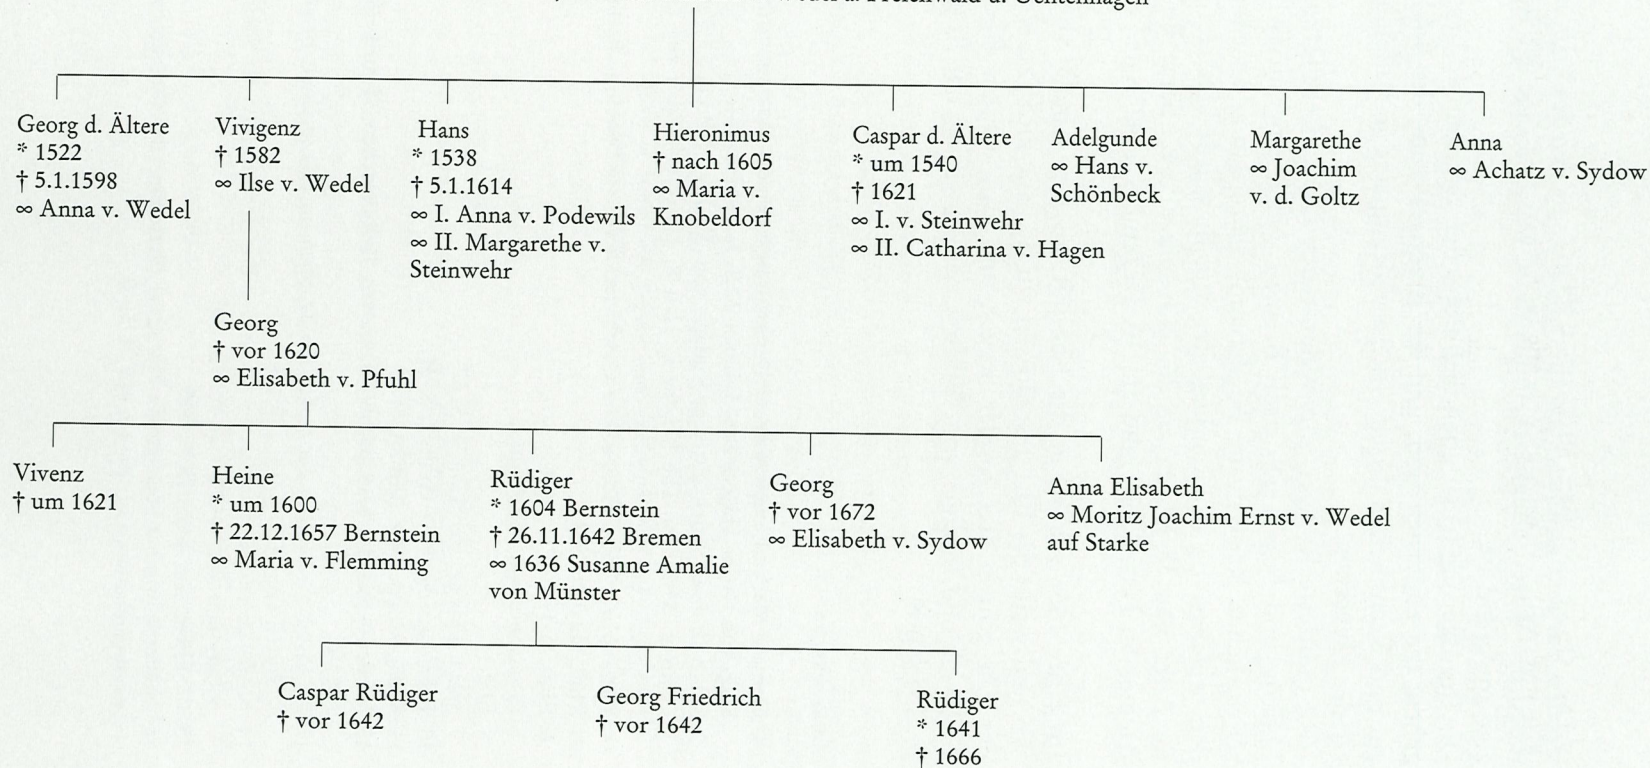 Georg d. Ältere
* 1522
† 5.1.1598
∞ Anna v. Wedel
Vivigenz
† 1582
∞ Ilse v. Wedel
Hans
* 1538
† 5.1.1614
∞ I. Anna v. Podewils
∞ II. Margarethe v.
Steinwehr
Hieronimus
† nach 1605
∞ Maria v.
Knobeldorf
Caspar d. Ältere
* um 1540
† 1621
∞ I. v. Steinwehr
∞ II. Catharina v. Hagen
Adelgunde
∞ Hans v.
Schönbeck
Margarethe
∞ Joachim
v. d. Goltz
Anna
∞ Achatz v. Sydow
Georg
† vor 1620
∞ Elisabeth v. Pfuhl
Vivenz
† um 1621
Heine
* um 1600
† 22.12.1657 Bernstein
∞ Maria v. Flemming
Rüdiger
* 1604 Bernstein
† 26.11.1642 Bremen
∞ 1636 Susanne Amalie
von Münster
Georg
† vor 1672
∞ Elisabeth v. Sydow
Anna Elisabeth
∞ Moritz Joachim Ernst v. Wedel
auf Starke
Caspar Rüdiger
† vor 1642
Georg Friedrich
† vor 1642
Rüdiger
* 1641
† 1666